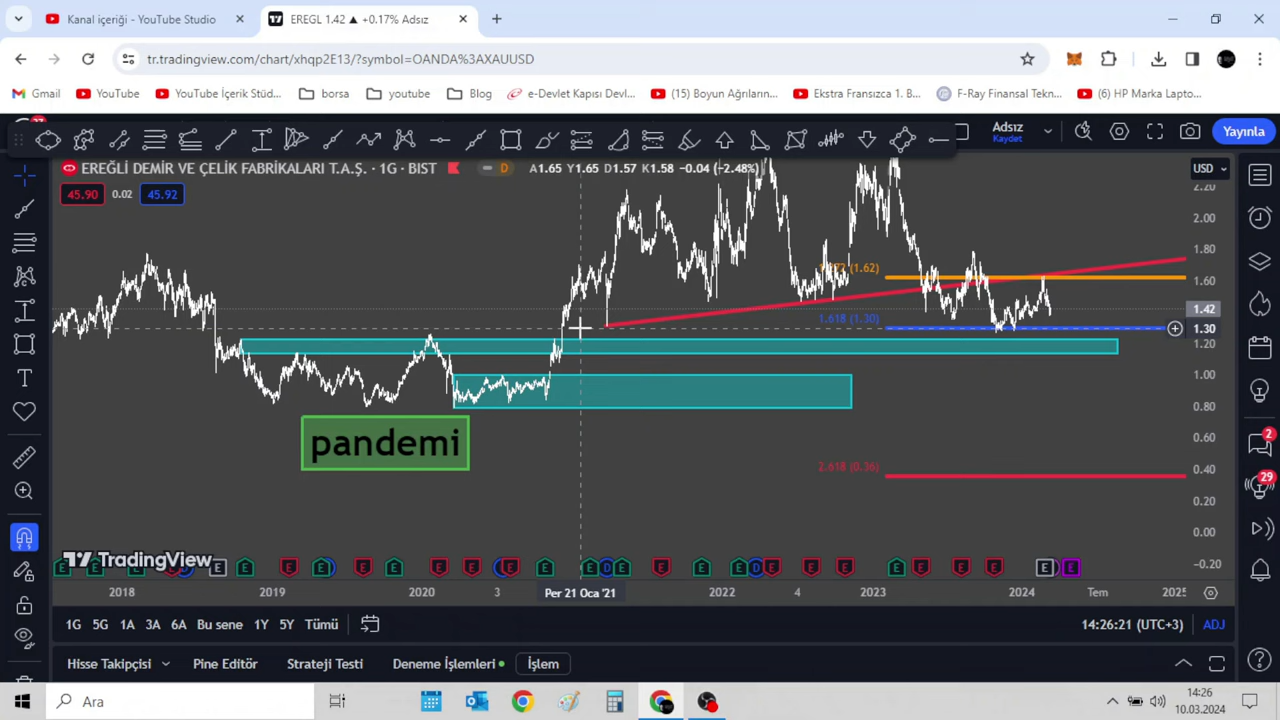 Kanal içeriği - YouTube Studio
EREGL 1.42 ▲ +0.17% Adsız
tr.tradingview.com/chart/xhqp2E13/?symbol=OANDA%3AXAUUSD
Gmail
YouTube
YouTube İçerik Stüd...
borsa
youtube
Blog
e-Devlet Kapısı Devl...
(15) Boyun Ağrıların...
Ekstra Fransızca 1. B...
F-Ray Finansal Tekn...
(6) HP Marka Lapto...
Adsız
Kaydet
Yayınla
EREĞLİ DEMİR VE ÇELİK FABRİKALARI T.A.Ş. · 1G · BIST
D
A1.65 Y1.65 D1.57 K1.58 -0.04 (-2.48%)
USD
45.90
0.02
45.92
2.20
2.00
1.80
1.60
1.42
1.30
1.20
1.00
0.80
0.60
0.40
0.20
0.00
-0.20
(1.62)
1.618 (1.30)
2.618 (0.36)
pandemi
TradingView
2018
2019
2020
3
Per 21 Oca '21
2022
4
2023
2024
Tem
2025
1G 5G 1A 3A 6A Bu sene 1Y 5Y Tümü
14:26:21 (UTC+3)
ADJ
Hisse Takipçisi
Pine Editör
Strateji Testi
Deneme İşlemleri
İşlem
2
29
Ara
14:26
10.03.2024